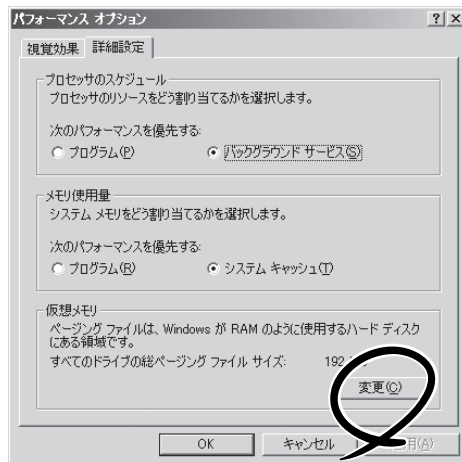 パフォーマンス オプション
視覚効果 詳細設定
プロセッサのスケジュール
プロセッサのリソースをどう割り当てるかを選択します。
次のパフォーマンスを優先する:
プログラム(P) バックグラウンド サービス(S)
メモリ使用量
システム メモリをどう割り当てるかを選択します。
次のパフォーマンスを優先する:
プログラム(R) システム キャッシュ(T)
仮想メモリ
ページング ファイルは、Windows が RAM のように使用するハード ディスク
にある領域です。
すべてのドライブの総ページング ファイル サイズ: 192
変更(C)
OK キャンセル 用(A)